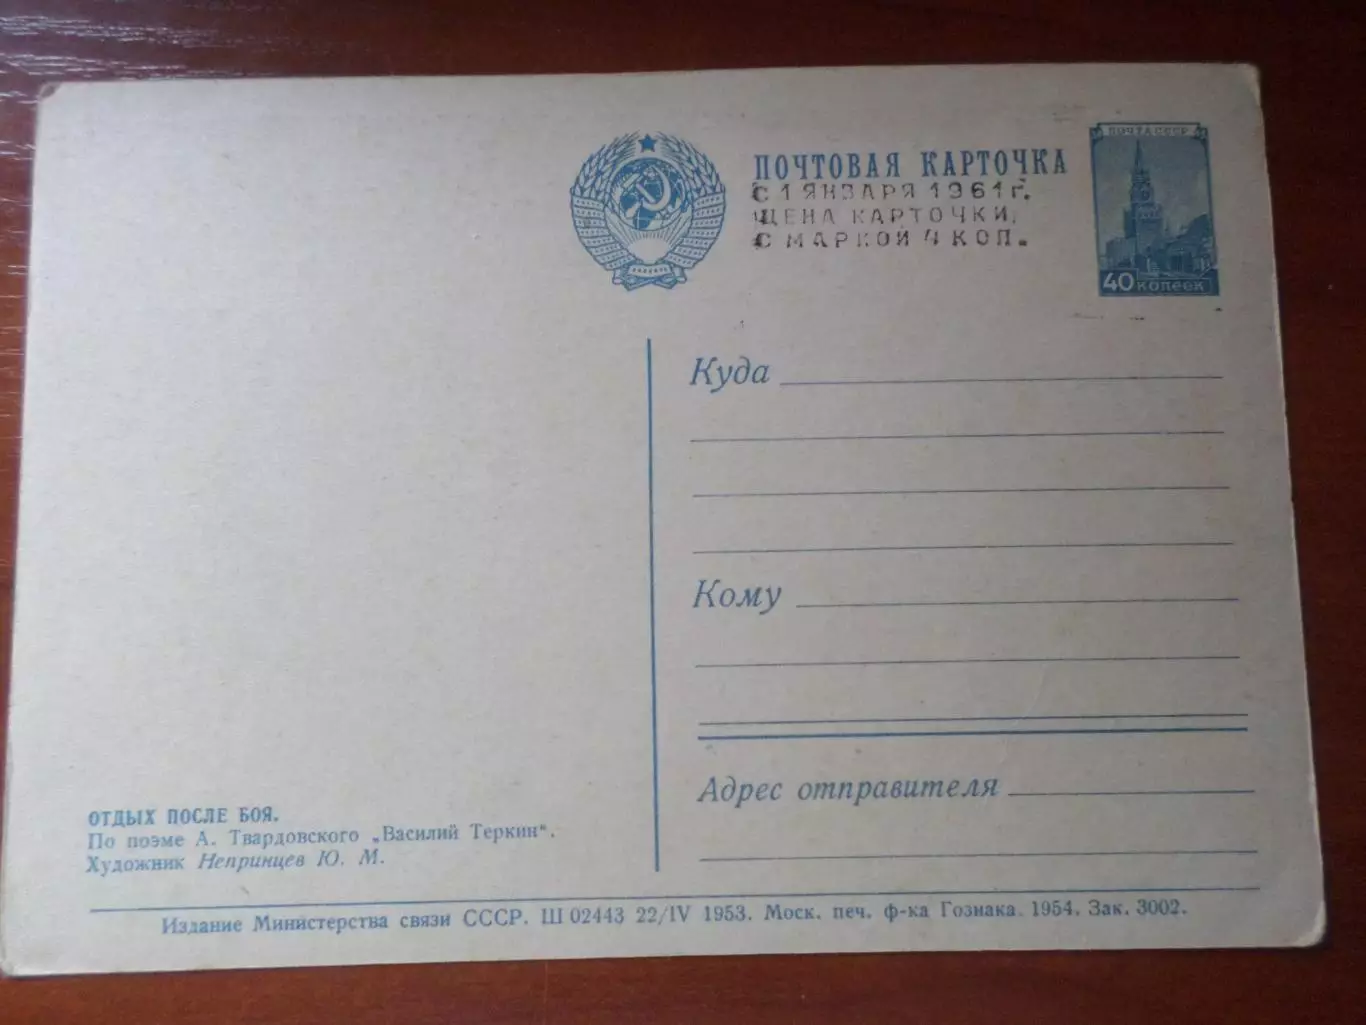 ПОЧТА СССР
ПОЧТОВАЯ КАРТОЧКА
С 1 ЯНВАРЯ 1961 г.
ЦЕНА КАРТОЧКИ
С МАРКОЙ 4 КОП.
40 КОПЕЕК
Куда
Кому
Адрес отправителя
ОТДЫХ ПОСЛЕ БОЯ.
По поэме А. Твардовского „Василий Теркин".
Художник Непринцев Ю. М.
Издание Министерства связи СССР. Ш 02443 22/IV 1953. Моск. печ. ф-ка Гознака. 1954. Зак. 3002.